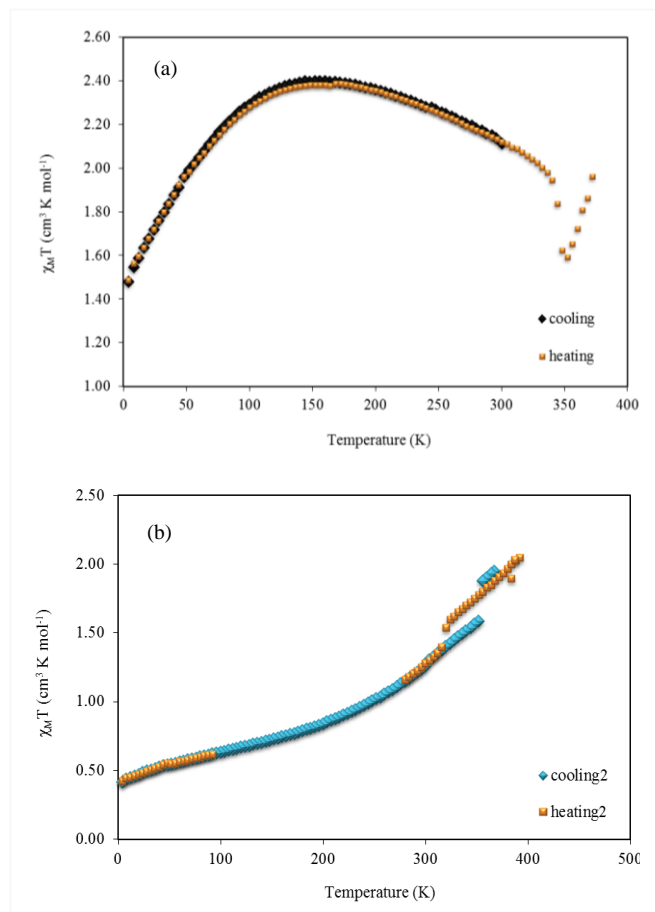 2.60
(a)
2.40
2.20
2.00
1.80
1.60
1.40
1.20
1.00
χMT (cm³ K mol⁻¹)
cooling
heating
0 50 100 150 200 250 300 350 400
Temperature (K)
2.50
(b)
2.00
1.50
1.00
0.50
0.00
χMT (cm³ K mol⁻¹)
cooling2
heating2
0 100 200 300 400 500
Temperature (K)